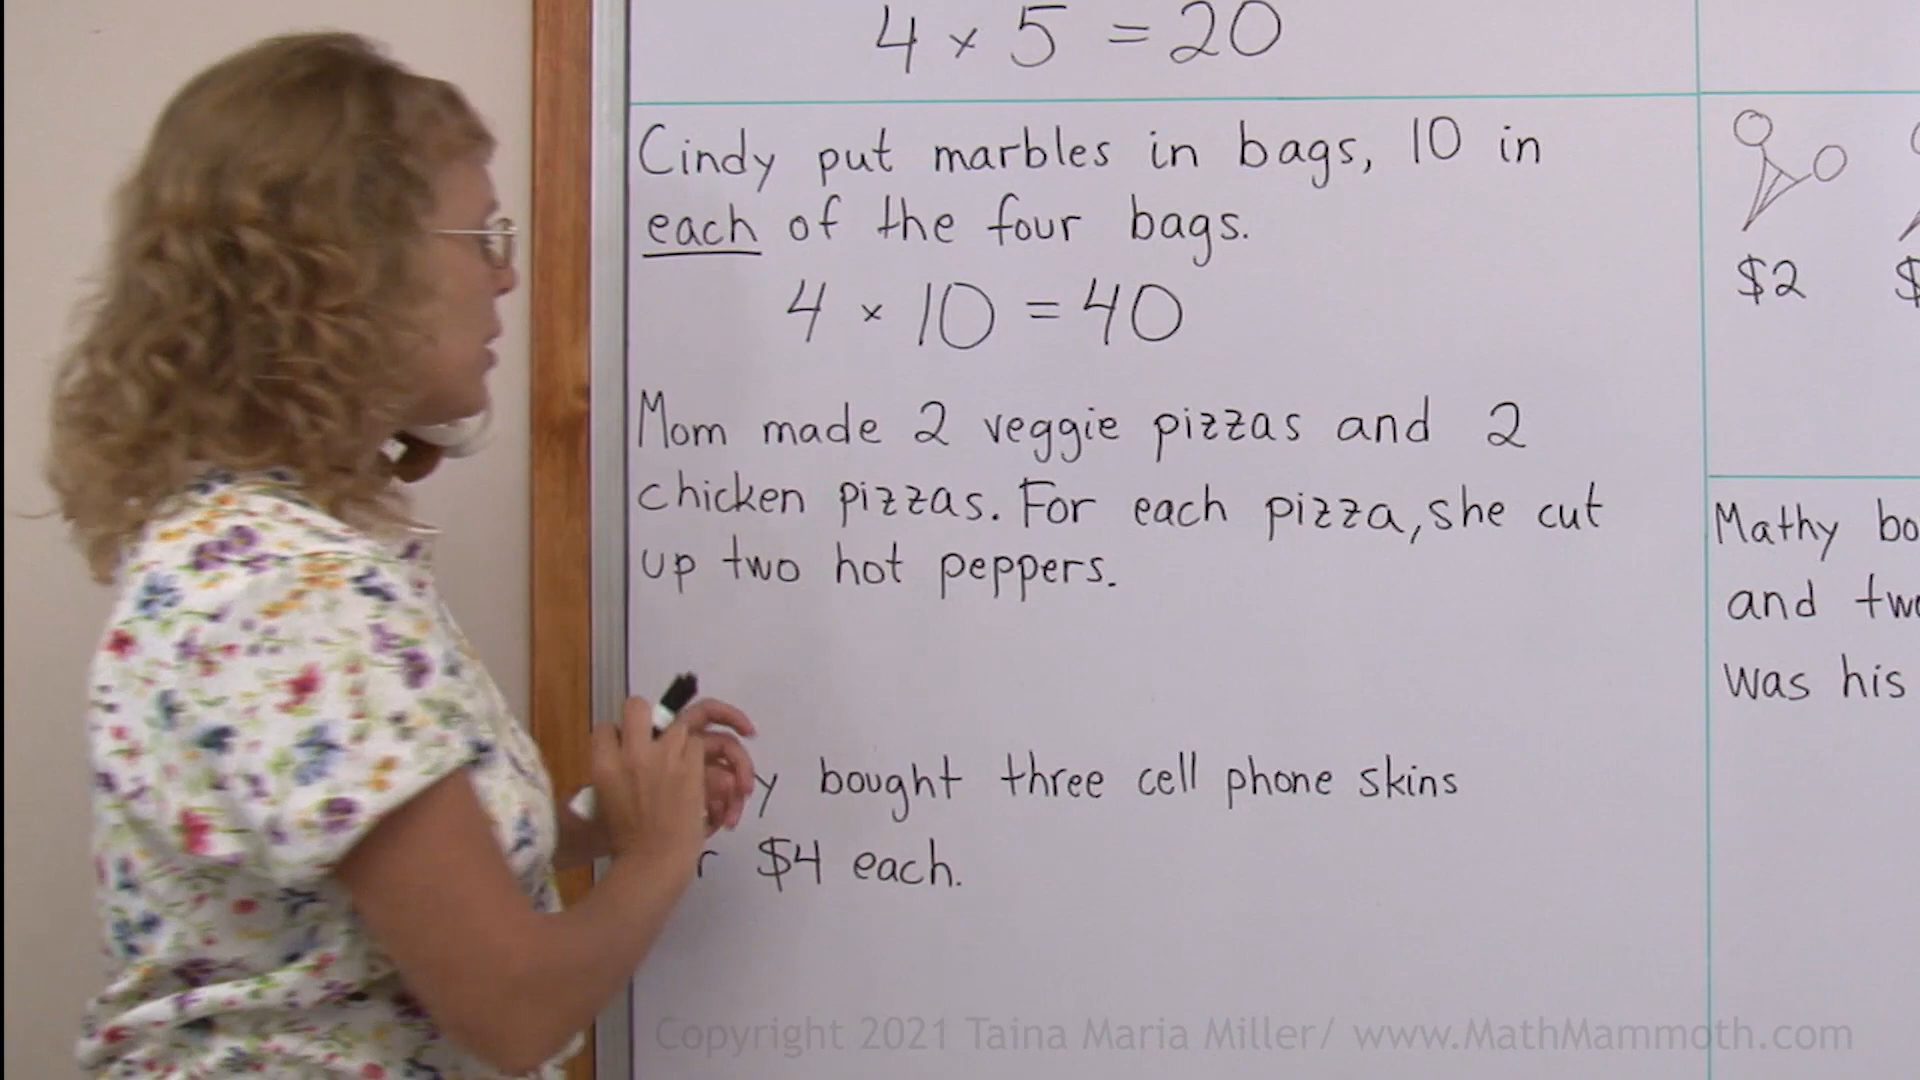 4 × 5 = 20
Cindy put marbles in bags, 10 in
each of the four bags.
4 × 10 = 40
Mom made 2 veggie pizzas and 2
chicken pizzas. For each pizza, she cut
up two hot peppers.
bought three cell phone skins
$4 each.
$2
$
Mathy bo
and tw
was his
Copyright 2021 Taina Maria Miller/ www.MathMammoth.com